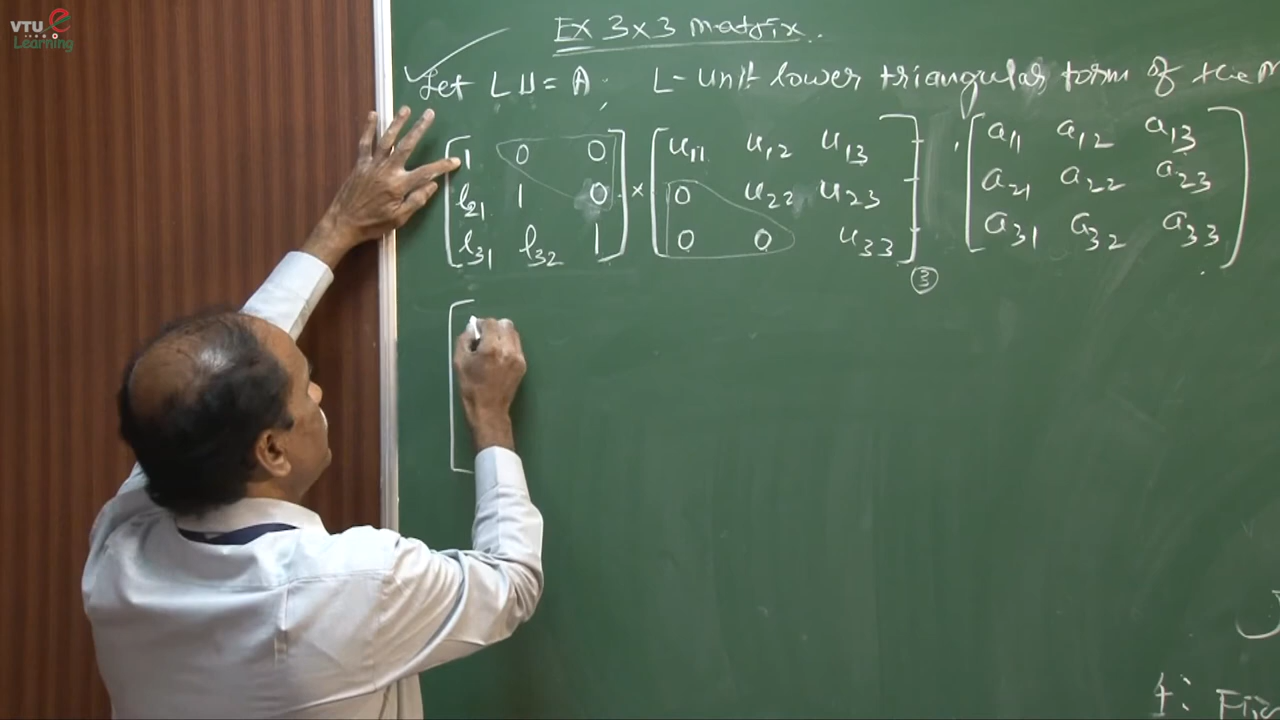 VTU e
Learning
Ex 3x3 matrix.
Let LU = A; L - unit lower triangular form of the M
[1 0 0] × [u11 u12 u13] = [a11 a12 a13]
[l21 1 0] [0 u22 u23] [a21 a22 a23]
[l31 l32 1] [0 0 u33] [a31 a32 a33]
4: